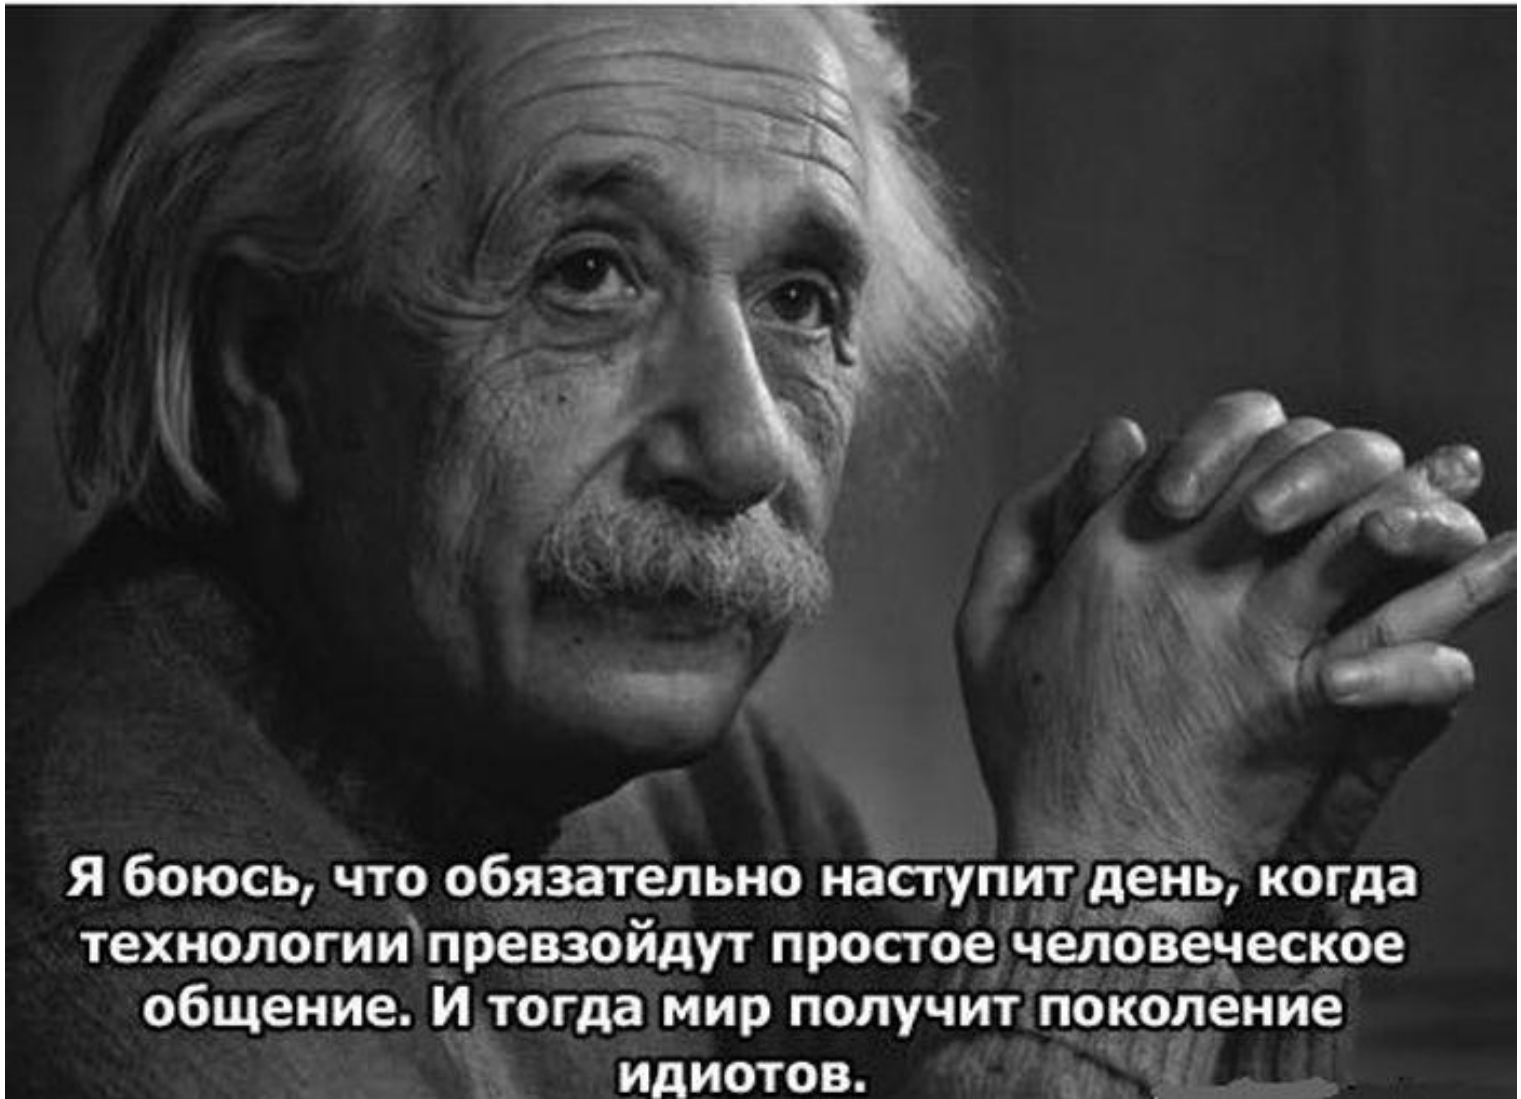 Я боюсь, что обязательно наступит день, когда
технологии превзойдут простое человеческое
общение. И тогда мир получит поколение
идиотов.